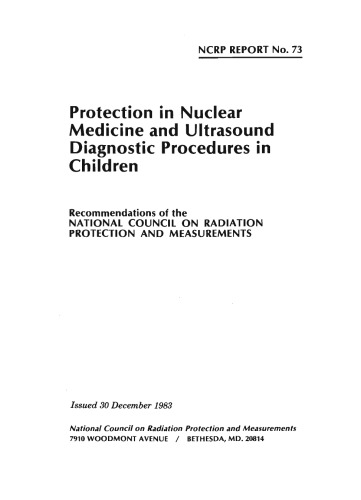 NCRP REPORT No. 73
Protection in Nuclear
Medicine and Ultrasound
Diagnostic Procedures in
Children
Recommendations of the
NATIONAL COUNCIL ON RADIATION
PROTECTION AND MEASUREMENTS
Issued 30 December 1983
National Council on Radiation Protection and Measurements
7910 WOODMONT AVENUE / BETHESDA, MD. 20814